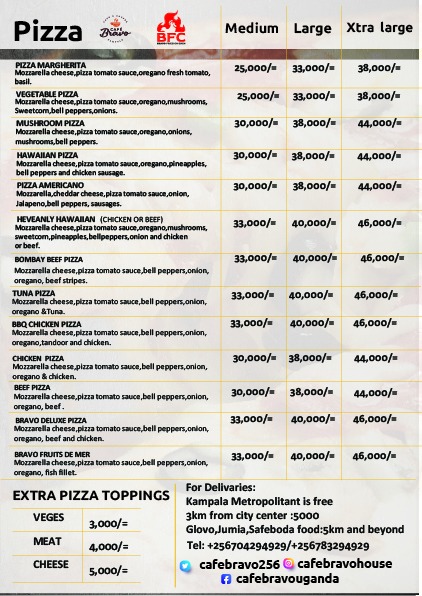 Pizza
CAFÉ
Bravo
BFC
Medium Large Xtra large
PIZZA MARGHERITA
Mozzarella cheese,pizza tomato sauce,oregano fresh tomato,
basil.
25,000/= 33,000/= 38,000/=
VEGETABLE PIZZA
Mozzarella cheese,pizza tomato sauce,oregano,mushrooms,
Sweetcorn,bell peppers,onions.
25,000/= 33,000/= 38,000/=
MUSHROOM PIZZA
Mozzarella cheese,pizza tomato sauce,oregano,onions,
mushrooms,bell peppers.
30,000/= 38,000/= 44,000/=
HAWAIIAN PIZZA
Mozzarella cheese,pizza tomato sauce,oregano,pineapples,
bell peppers and chicken sausage.
30,000/= 38,000/= 44,000/=
PIZZA AMERICANO
Mozzarella,cheddar cheese,pizza tomato sauce,onion,
Jalapeno,bell peppers, sausages.
30,000/= 38,000/= 44,000/=
HEVEANLY HAWAIIAN (CHICKEN OR BEEF)
Mozzarella cheese,pizza tomato sauce,oregano,mushrooms,
sweetcorn,pineapples,bellpeppers,onion and chicken
or beef.
33,000/= 40,000/= 46,000/=
BOMBAY BEEF PIZZA
Mozzarella cheese,pizza tomato sauce,bell peppers,onion,
oregano, beef stripes.
33,000/= 40,000/= 46,000/=
TUNA PIZZA
Mozzarella cheese,pizza tomato sauce,bell peppers,onion,
oregano &Tuna.
33,000/= 40,000/= 46,000/=
BBQ CHICKEN PIZZA
Mozzarella cheese,pizza tomato sauce,bell peppers,onion,
oregano,tandoor and chicken.
33,000/= 40,000/= 46,000/=
CHICKEN PIZZA
Mozzarella cheese,pizza tomato sauce,bell peppers,onion,
oregano & chicken.
30,000/= 38,000/= 44,000/=
BEEF PIZZA
Mozzarella cheese,pizza tomato sauce,bell peppers,onion,
oregano, beef .
30,000/= 38,000/= 44,000/=
BRAVO DELUXE PIZZA
Mozzarella cheese,pizza tomato sauce,bell peppers,onion,
oregano, beef and chicken.
33,000/= 40,000/= 46,000/=
BRAVO FRUITS DE MER
Mozzarella cheese,pizza tomato sauce,bell peppers,onion,
oregano, fish fillet.
33,000/= 40,000/= 46,000/=
EXTRA PIZZA TOPPINGS
VEGES 3,000/=
MEAT 4,000/=
CHEESE 5,000/=
For Delivaries:
Kampala Metropolitant is free
3km from city center :5000
Glovo,Jumia,Safeboda food:5km and beyond
Tel: +256704294929/+256783294929
cafebravo256 cafebravohouse
cafebravouganda